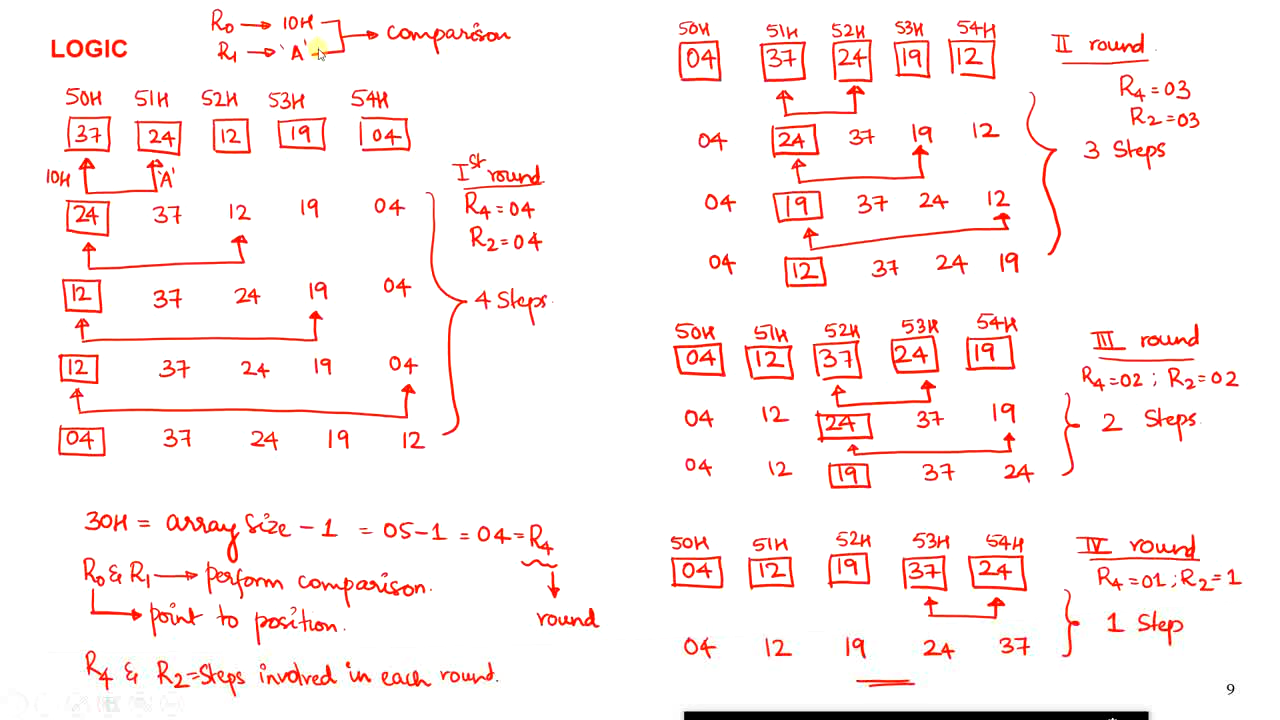 LOGIC
R0 → 10H
R1 → 'A'
→ comparison
50H 51H 52H 53H 54H
37 24 12 19 04
10H 'A'
24 37 12 19 04
12 37 24 19 04
12 37 24 19 04
04 37 24 19 12
Ist round
R4 = 04
R2 = 04
4 Steps.
30H = array size - 1 = 05-1 = 04 = R4
R0 & R1 → perform comparison.
→ point to position.
round
R4 & R2 = Steps involved in each round.
50H 51H 52H 53H 54H
04 37 24 19 12
04 24 37 19 12
04 19 37 24 12
04 12 37 24 19
II round
R4 = 03
R2 = 03
3 Steps
50H 51H 52H 53H 54H
04 12 37 24 19
04 12 24 37 19
04 12 19 37 24
III round
R4=02 ; R2=02
2 Steps.
50H 51H 52H 53H 54H
04 12 19 37 24
04 12 19 24 37
IV round
R4=01; R2=1
1 Step
9